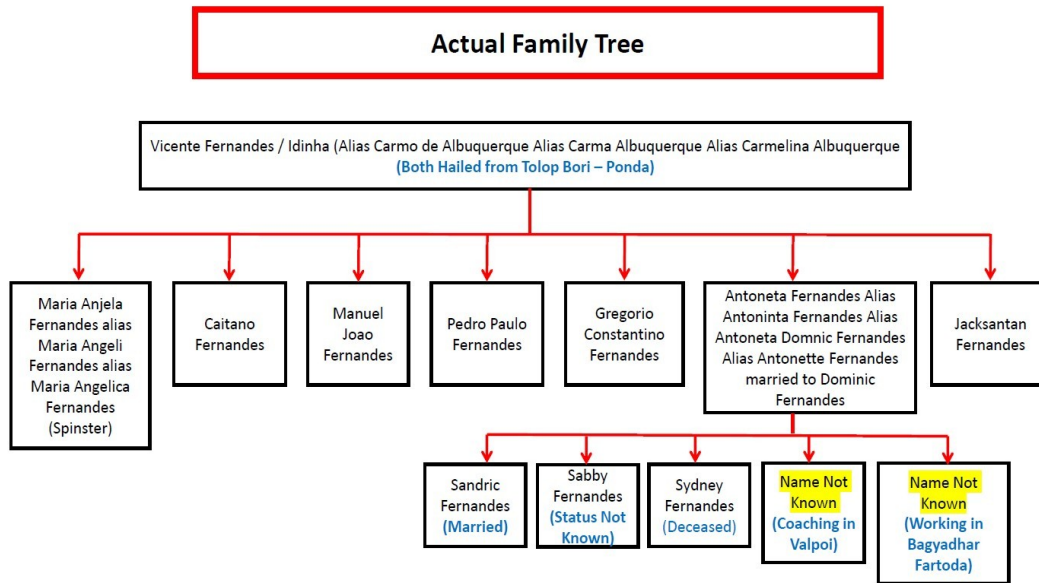 Actual Family Tree
Vicente Fernandes / Idinha (Alias Carmo de Albuquerque Alias Carma Albuquerque Alias Carmelina Albuquerque
(Both Hailed from Tolop Bori – Ponda)
Maria Anjela
Fernandes alias
Maria Angeli
Fernandes alias
Maria Angelica
Fernandes
(Spinster)
Caitano
Fernandes
Manuel
Joao
Fernandes
Pedro Paulo
Fernandes
Gregorio
Constantino
Fernandes
Antoneta Fernandes Alias
Antoninta Fernandes Alias
Antoneta Domnic Fernandes
Alias Antonette Fernandes
married to Dominic
Fernandes
Jacksantan
Fernandes
Sandric
Fernandes
(Married)
Sabby
Fernandes
(Status Not
Known)
Sydney
Fernandes
(Deceased)
Name Not
Known
(Coaching in
Valpoi)
Name Not
Known
(Working in
Bagyadhar
Fartoda)